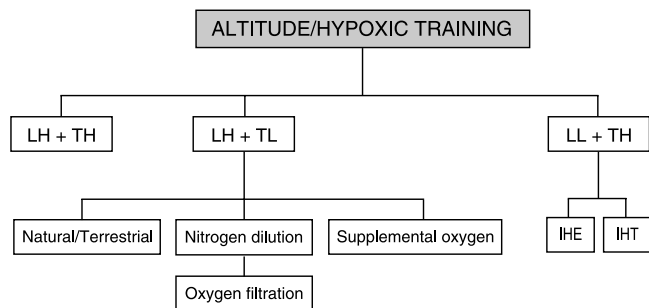 ALTITUDE/HYPOXIC TRAINING
LH + TH
LH + TL
LL + TH
Natural/Terrestrial
Nitrogen dilution
Supplemental oxygen
IHE
IHT
Oxygen filtration